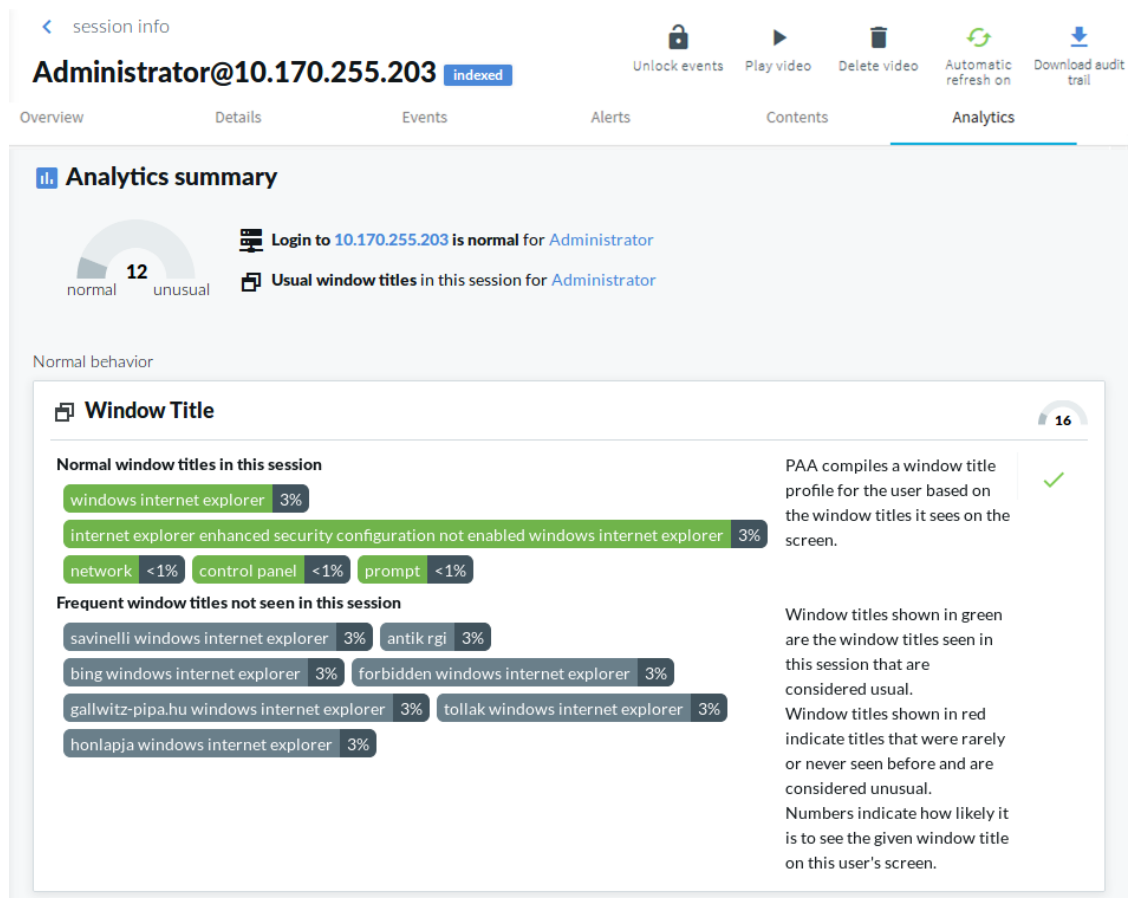 session info
Administrator@10.170.255.203 indexed
Unlock events
Play video
Delete video
Automatic refresh on
Download audit trail
Overview
Details
Events
Alerts
Contents
Analytics
Analytics summary
12
normal
unusual
Login to 10.170.255.203 is normal for Administrator
Usual window titles in this session for Administrator
Normal behavior
Window Title
16
Normal window titles in this session
windows internet explorer 3%
internet explorer enhanced security configuration not enabled windows internet explorer 3%
network <1% control panel <1% prompt <1%
Frequent window titles not seen in this session
savinelli windows internet explorer 3% antik rgi 3%
bing windows internet explorer 3% forbidden windows internet explorer 3%
gallwitz-pipa.hu windows internet explorer 3% tollak windows internet explorer 3%
honlapja windows internet explorer 3%
PAA compiles a window title
profile for the user based on
the window titles it sees on the
screen.
Window titles shown in green
are the window titles seen in
this session that are
considered usual.
Window titles shown in red
indicate titles that were rarely
or never seen before and are
considered unusual.
Numbers indicate how likely it
is to see the given window title
on this user's screen.